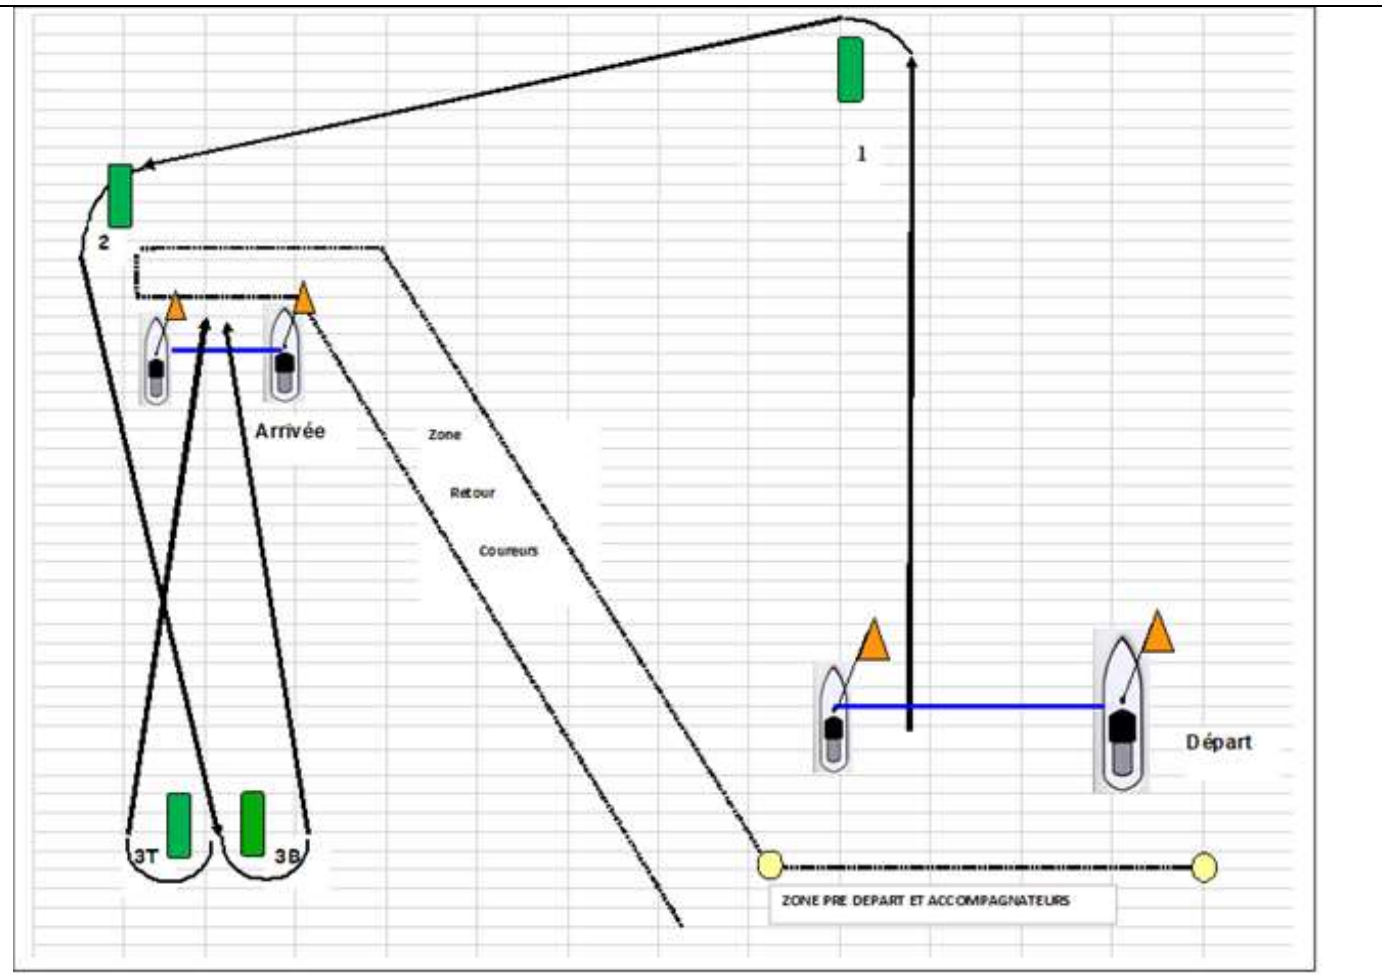 1
2
Arrivée
Zone
Retour
Coureurs
Départ
3T
3B
ZONE PRE DEPART ET ACCOMPAGNATEURS